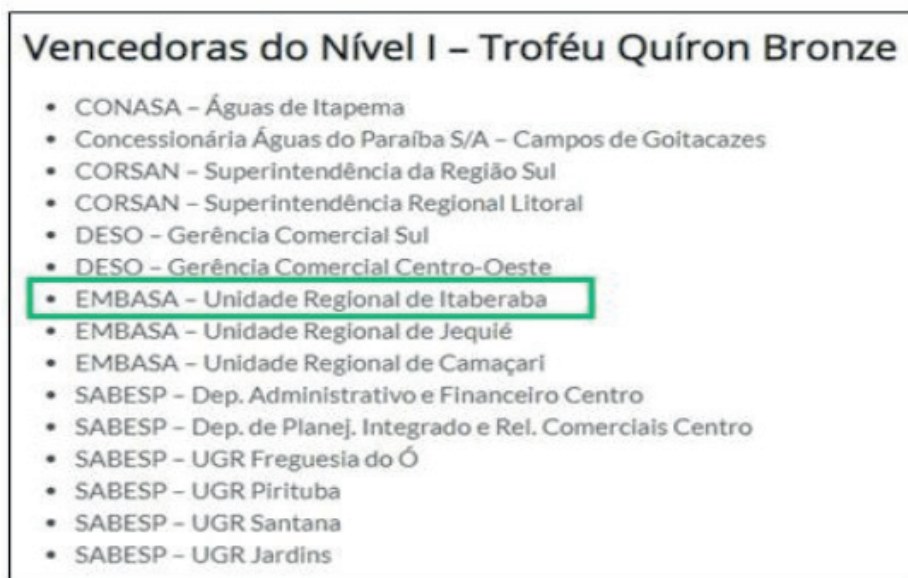 Vencedoras do Nível I – Troféu Quíron Bronze
• CONASA – Águas de Itapema
• Concessionária Águas do Paraíba S/A – Campos de Goitacazes
• CORSAN – Superintendência da Região Sul
• CORSAN – Superintendência Regional Litoral
• DESO – Gerência Comercial Sul
• DESO – Gerência Comercial Centro-Oeste
• EMBASA – Unidade Regional de Itaberaba
• EMBASA – Unidade Regional de Jequié
• EMBASA – Unidade Regional de Camaçari
• SABESP – Dep. Administrativo e Financeiro Centro
• SABESP – Dep. de Planej. Integrado e Rel. Comerciais Centro
• SABESP – UGR Freguesia do Ó
• SABESP – UGR Pirituba
• SABESP – UGR Santana
• SABESP – UGR Jardins